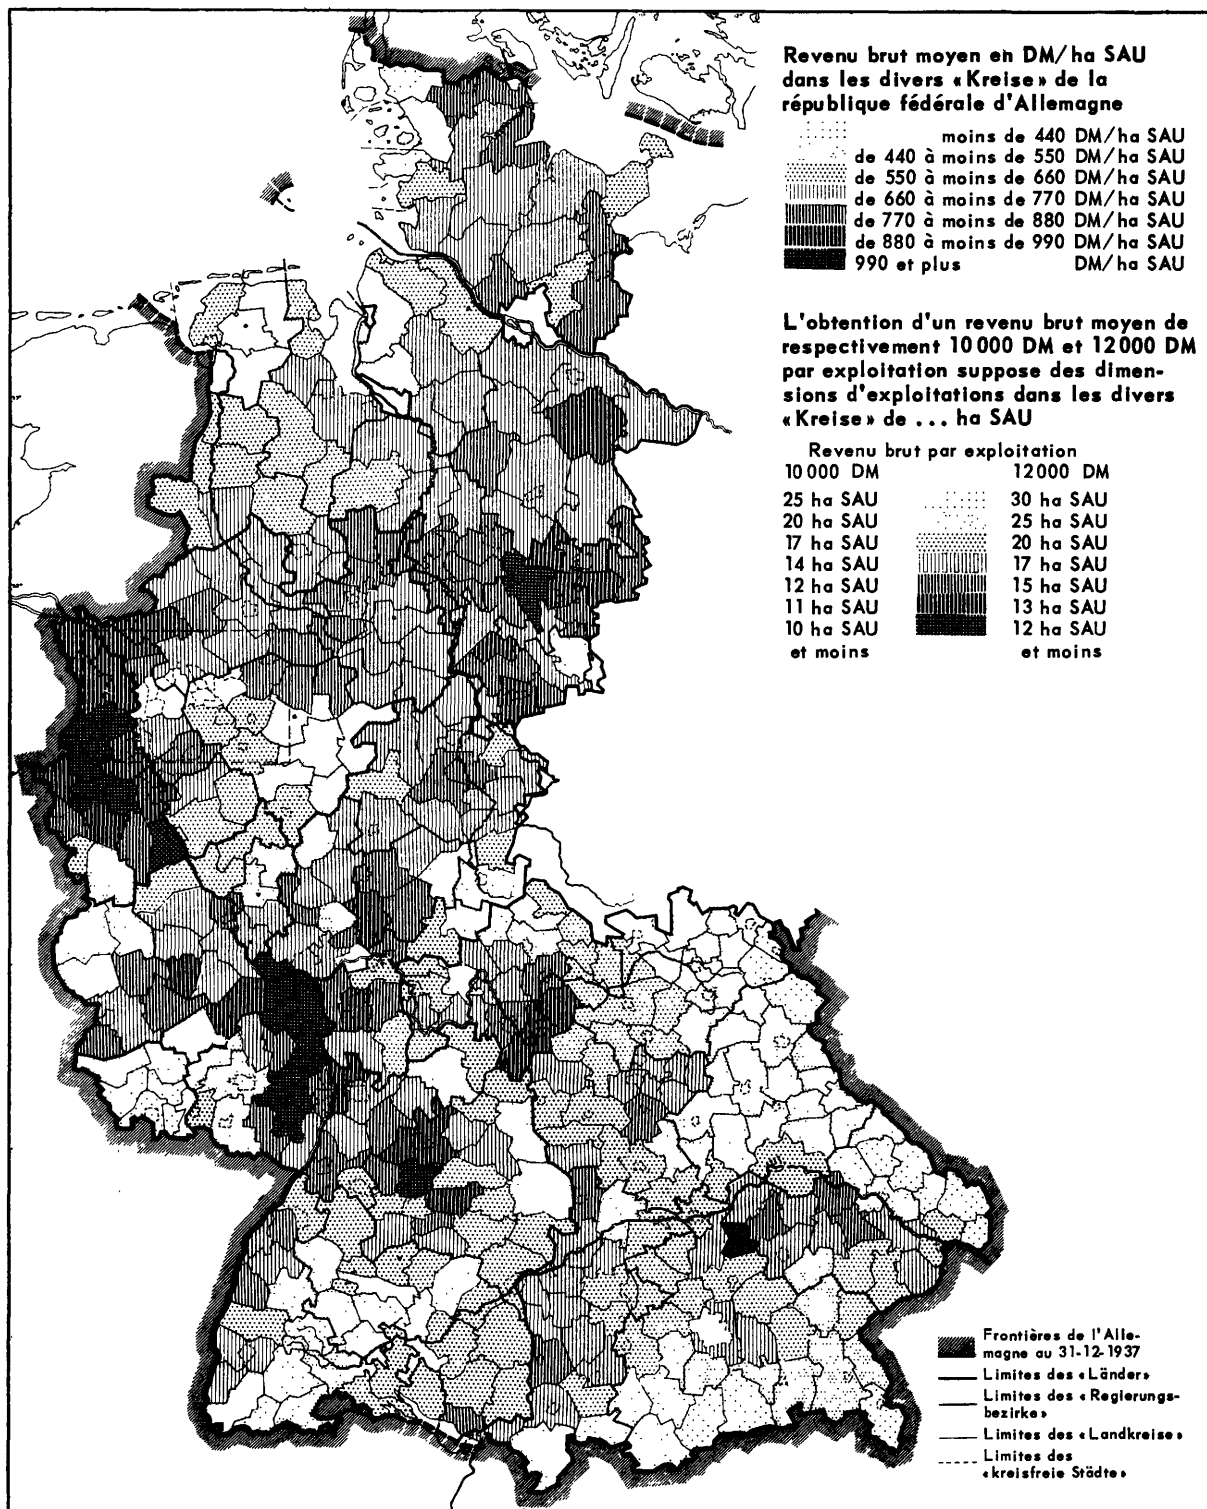 Revenu brut moyen en DM/ha SAU
dans les divers «Kreise» de la
république fédérale d'Allemagne
moins de 440 DM/ha SAU
de 440 à moins de 550 DM/ha SAU
de 550 à moins de 660 DM/ha SAU
de 660 à moins de 770 DM/ha SAU
de 770 à moins de 880 DM/ha SAU
de 880 à moins de 990 DM/ha SAU
990 et plus DM/ha SAU
L'obtention d'un revenu brut moyen de
respectivement 10 000 DM et 12 000 DM
par exploitation suppose des dimen-
sions d'exploitations dans les divers
«Kreise» de ... ha SAU
Revenu brut par exploitation
10 000 DM 12 000 DM
25 ha SAU 30 ha SAU
20 ha SAU 25 ha SAU
17 ha SAU 20 ha SAU
14 ha SAU 17 ha SAU
12 ha SAU 15 ha SAU
11 ha SAU 13 ha SAU
10 ha SAU 12 ha SAU
et moins et moins
Frontières de l'Alle-
magne au 31-12-1937
Limites des «Länder»
Limites des «Regierungs-
bezirke»
Limites des «Landkreise»
Limites des
«kreisfreie Städte»